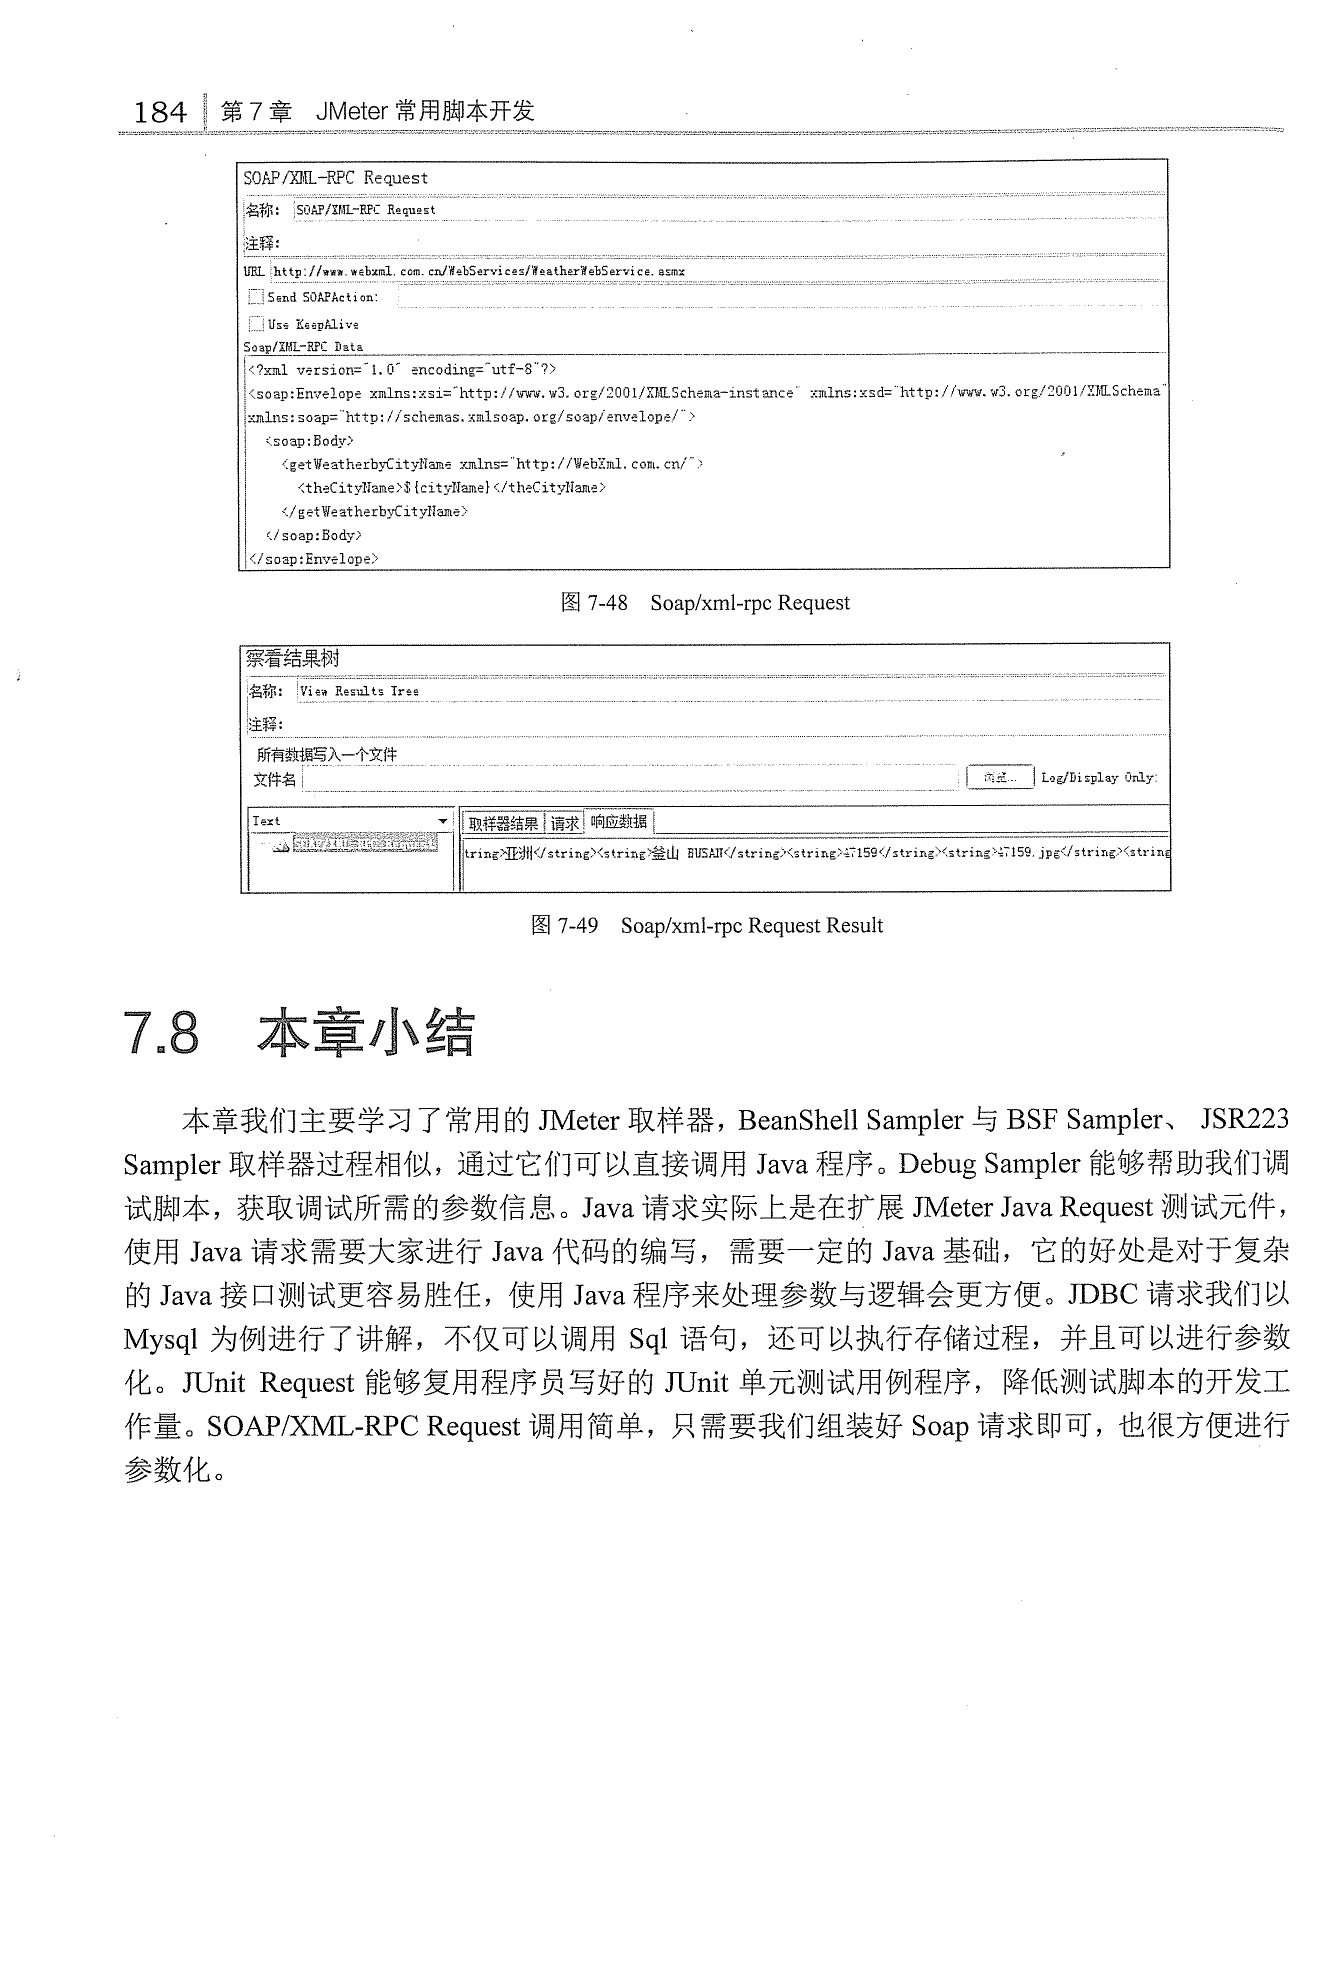 184 第7章 JMeter 常用脚本开发
SOAP/XML-RPC Request
名称: SOAP/XML-RPC Request
注释:
URL http://www.webxml.com.cn/WebServices/WeatherWebService.asmx
Send SOAPAction:
Use KeepAlive
Soap/XML-RPC Data
<?xml version="1.0" encoding="utf-8"?>
<soap:Envelope xmlns:xsi="http://www.w3.org/2001/XMLSchema-instance" xmlns:xsd="http://www.w3.org/2001/XMLSchema"
xmlns:soap="http://schemas.xmlsoap.org/soap/envelope/">
<soap:Body>
<getWeatherbyCityName xmlns="http://WebXml.com.cn/">
<theCityName>${cityName}</theCityName>
</getWeatherbyCityName>
</soap:Body>
</soap:Envelope>
图 7-48 Soap/xml-rpc Request
察看结果树
名称: View Results Tree
注释:
所有数据写入一个文件
文件名 Log/Display Only:
Text 取样器结果 请求 响应数据
SOAP/XML-RPC Request tring>亚洲</string><string>釜山 BUSAN</string><string>47159</string><string>47159.jpg</string><string
图 7-49 Soap/xml-rpc Request Result
7.8 本章小结
本章我们主要学习了常用的 JMeter 取样器，BeanShell Sampler 与 BSF Sampler、 JSR223
Sampler 取样器过程相似，通过它们可以直接调用 Java 程序。Debug Sampler 能够帮助我们调
试脚本，获取调试所需的参数信息。Java 请求实际上是在扩展 JMeter Java Request 测试元件，
使用 Java 请求需要大家进行 Java 代码的编写，需要一定的 Java 基础，它的好处是对于复杂
的 Java 接口测试更容易胜任，使用 Java 程序来处理参数与逻辑会更方便。JDBC 请求我们以
Mysql 为例进行了讲解，不仅可以调用 Sql 语句，还可以执行存储过程，并且可以进行参数
化。JUnit Request 能够复用程序员写好的 JUnit 单元测试用例程序，降低测试脚本的开发工
作量。SOAP/XML-RPC Request 调用简单，只需要我们组装好 Soap 请求即可，也很方便进行
参数化。